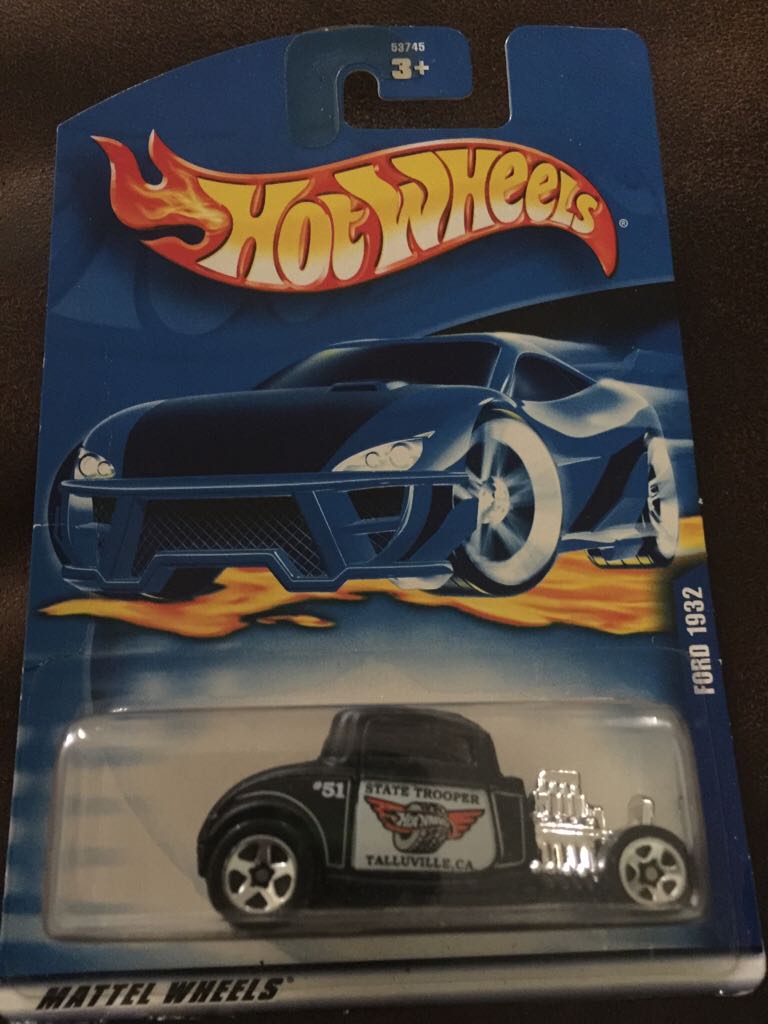 53745
3+
HOT WHEELS
®
FORD 1932
#51
STATE TROOPER
HOT WHEELS
TALLUVILLE, CA.
MATTEL WHEELS®